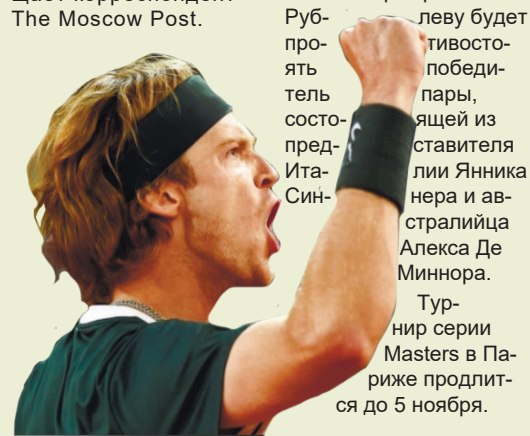 The Moscow Post.
Руб- леву будет
про- тивосто-
ять победи-
тель пары,
состо- ящей из
пред- ставителя
Ита- лии Янника
Син- нера и ав-
стралийца
Алекса Де
Миннора.
Тур-
нир серии
Masters в Па-
риже продлит-
ся до 5 ноября.